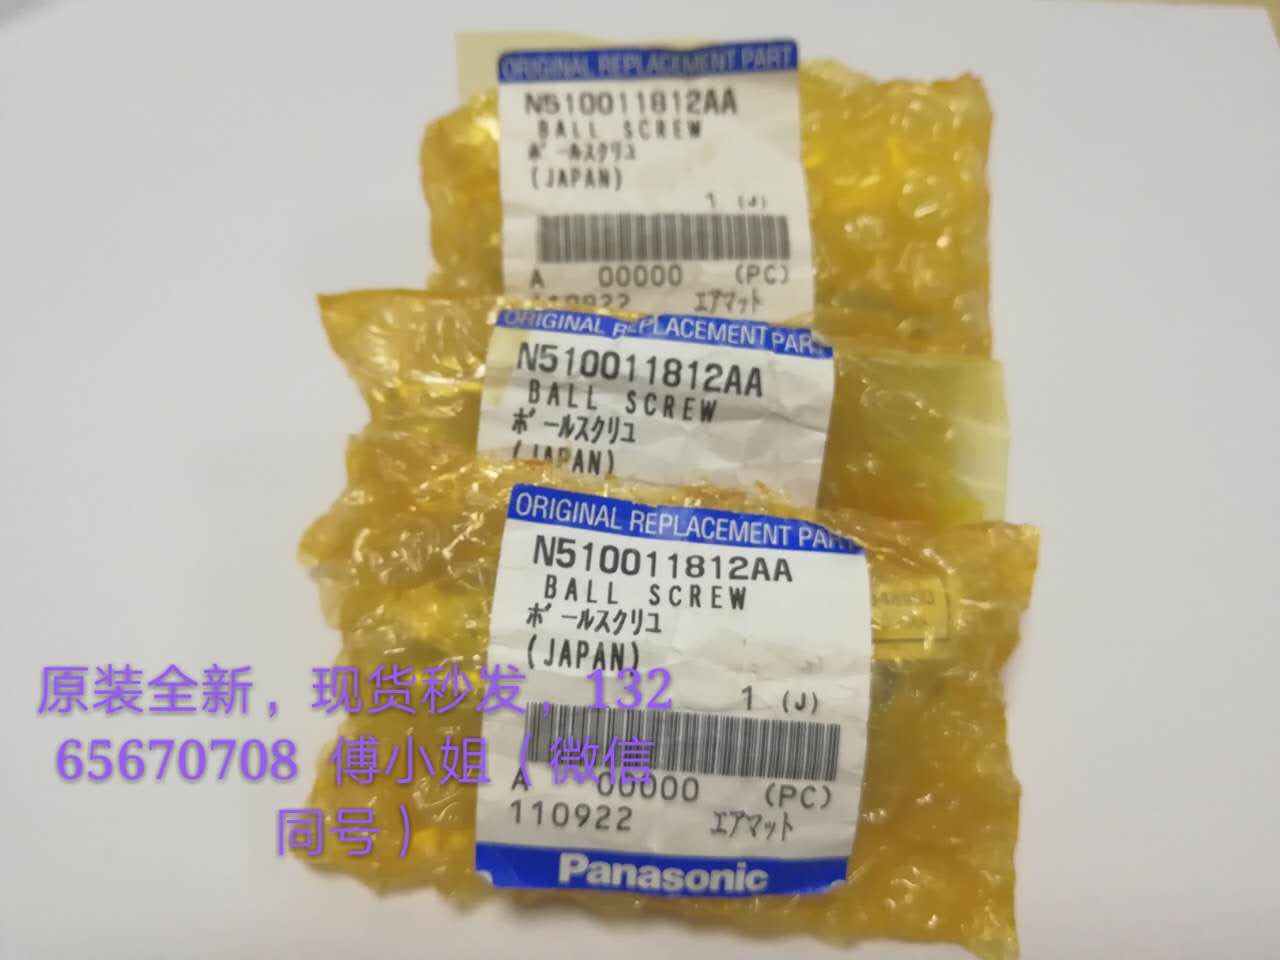 ORIGINAL REPLACEMENT PART
N510011812AA
BALL SCREW
ボールスクリユ
(JAPAN)
1 (J)
A 00000 (PC)
110922 エアマット
ORIGINAL REPLACEMENT PART
N510011812AA
BALL SCREW
ボールスクリユ
(JAPAN)
ORIGINAL REPLACEMENT PART
N510011812AA
BALL SCREW
ボールスクリユ
(JAPAN)
1 (J)
A 00000 (PC)
110922 エアマット
Panasonic
原装全新，现货秒发，132
65670708 傅小姐（微信
同号）